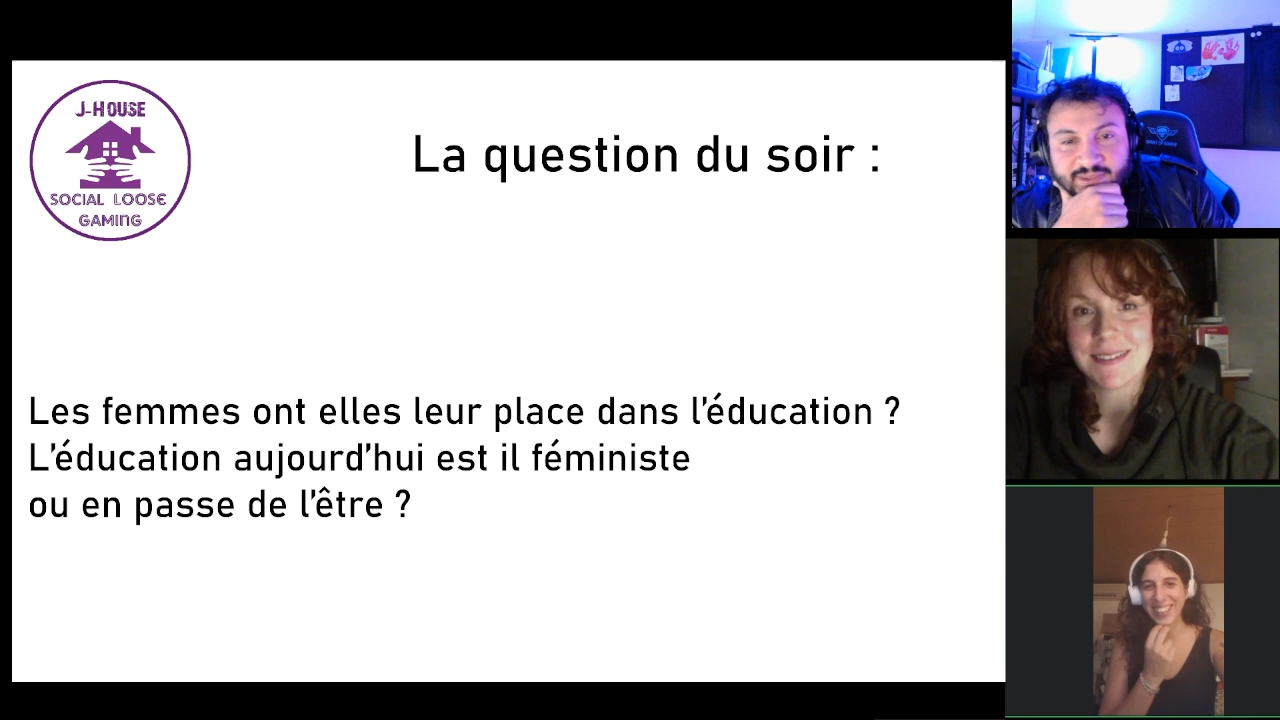 J-HOUSE
SOCIAL LOOSE
GAMING
La question du soir :
Les femmes ont elles leur place dans l'éducation ?
L'éducation aujourd'hui est il féministe
ou en passe de l'être ?